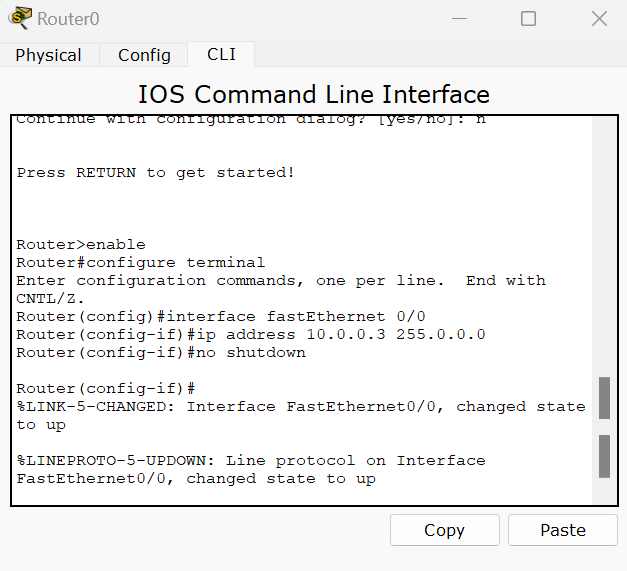 Router0
Physical Config CLI
IOS Command Line Interface
Continue with configuration dialog? [yes/no]: n
Press RETURN to get started!
Router>enable
Router#configure terminal
Enter configuration commands, one per line.  End with
CNTL/Z.
Router(config)#interface fastEthernet 0/0
Router(config-if)#ip address 10.0.0.3 255.0.0.0
Router(config-if)#no shutdown
Router(config-if)#
%LINK-5-CHANGED: Interface FastEthernet0/0, changed state
to up
%LINEPROTO-5-UPDOWN: Line protocol on Interface
FastEthernet0/0, changed state to up
Copy Paste